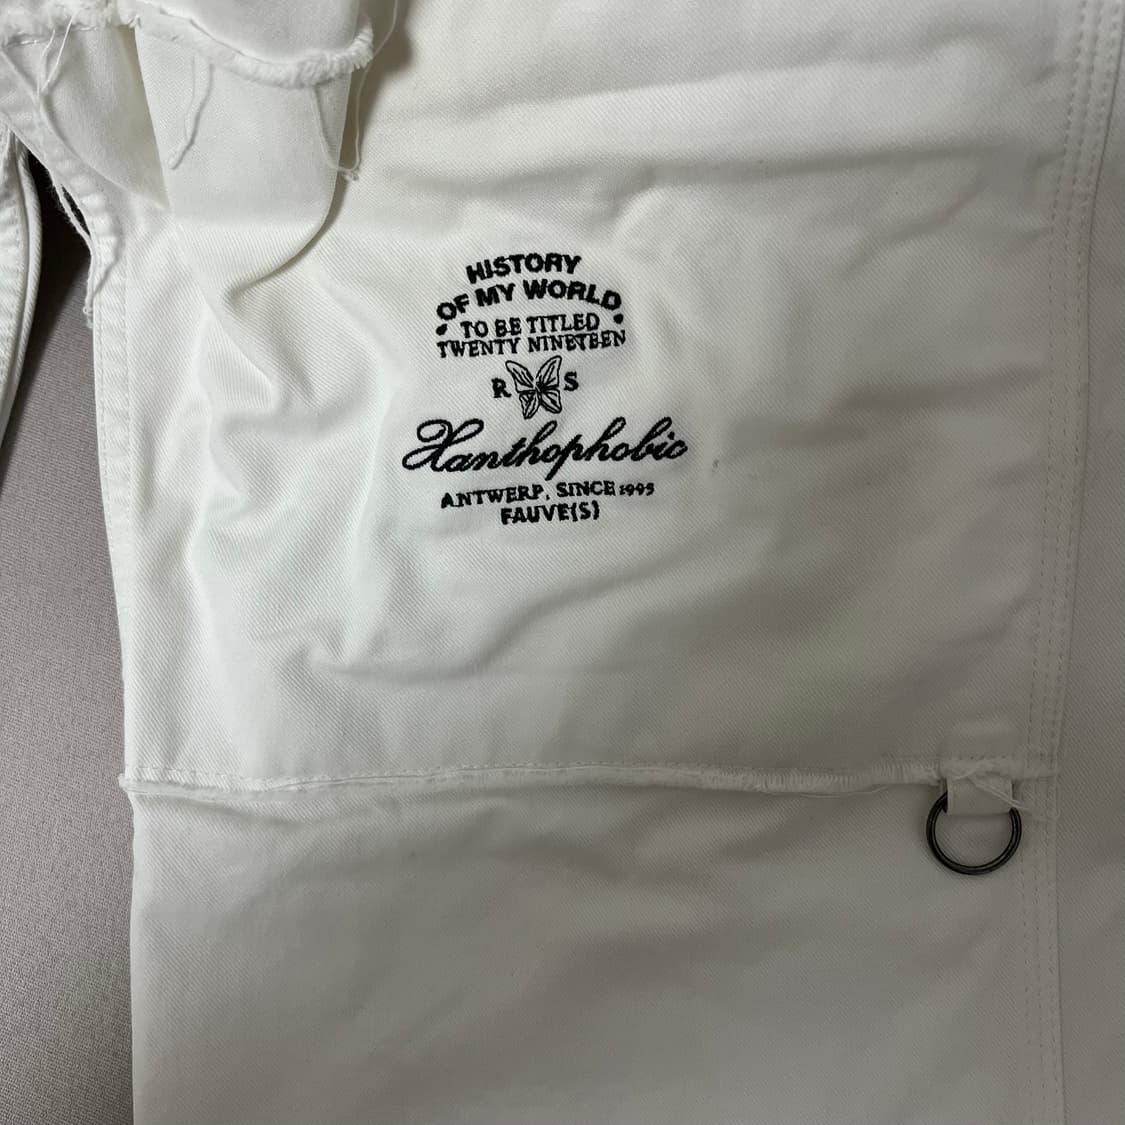 HISTORY
OF MY WORLD
• TO BE TITLED •
TWENTY NINETEEN
R S
Xanthophobic
ANTWERP, SINCE 1995
FAUVE(S)